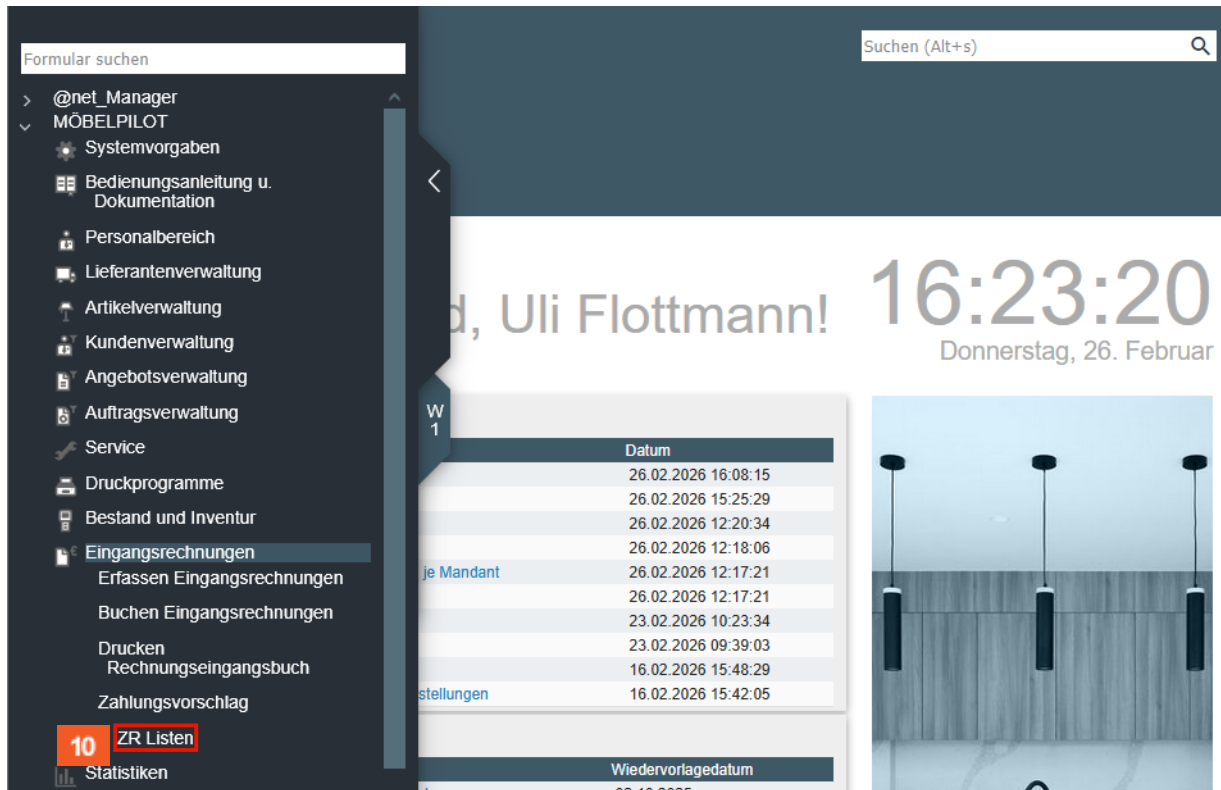 Formular suchen
Suchen (Alt+s)
@net_Manager
MÖBELPILOT
Systemvorgaben
Bedienungsanleitung u.
Dokumentation
Personalbereich
Lieferantenverwaltung
Artikelverwaltung
Kundenverwaltung
Angebotsverwaltung
Auftragsverwaltung
Service
Druckprogramme
Bestand und Inventur
Eingangsrechnungen
Erfassen Eingangsrechnungen
Buchen Eingangsrechnungen
Drucken
Rechnungseingangsbuch
Zahlungsvorschlag
10 ZR Listen
Statistiken
W
1
d, Uli Flottmann!
16:23:20
Donnerstag, 26. Februar
Datum
26.02.2026 16:08:15
26.02.2026 15:25:29
26.02.2026 12:20:34
26.02.2026 12:18:06
je Mandant 26.02.2026 12:17:21
26.02.2026 12:17:21
23.02.2026 10:23:34
23.02.2026 09:39:03
16.02.2026 15:48:29
stellungen 16.02.2026 15:42:05
Wiedervorlagedatum